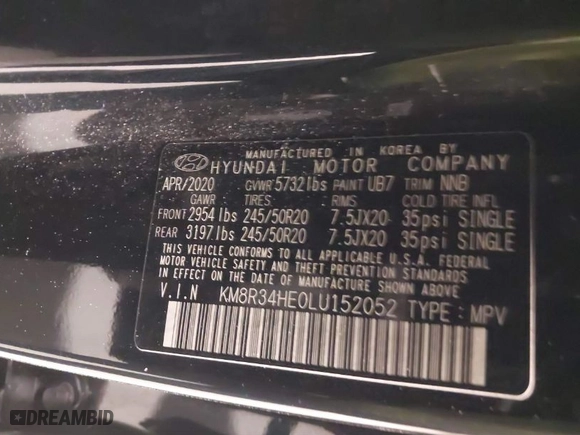 MANUFACTURED IN KOREA BY
HYUNDAI MOTOR COMPANY
APR/2020 GVWR 5732 lbs PAINT UB7 TRIM NNB
GAWR TIRES RIMS COLD TIRE INFL
FRONT 2954 lbs 245/50R20 7.5JX20 35psi SINGLE
REAR 3197 lbs 245/50R20 7.5JX20 35psi SINGLE
THIS VEHICLE CONFORMS TO ALL APPLICABLE U.S.A. FEDERAL
MOTOR VEHICLE SAFETY AND THEFT PREVENTION STANDARDS
IN EFFECT ON THE DATE OF MANUFACTURE SHOWN ABOVE.
V.I.N KM8R34HE0LU152052 TYPE: MPV
DREAMBID